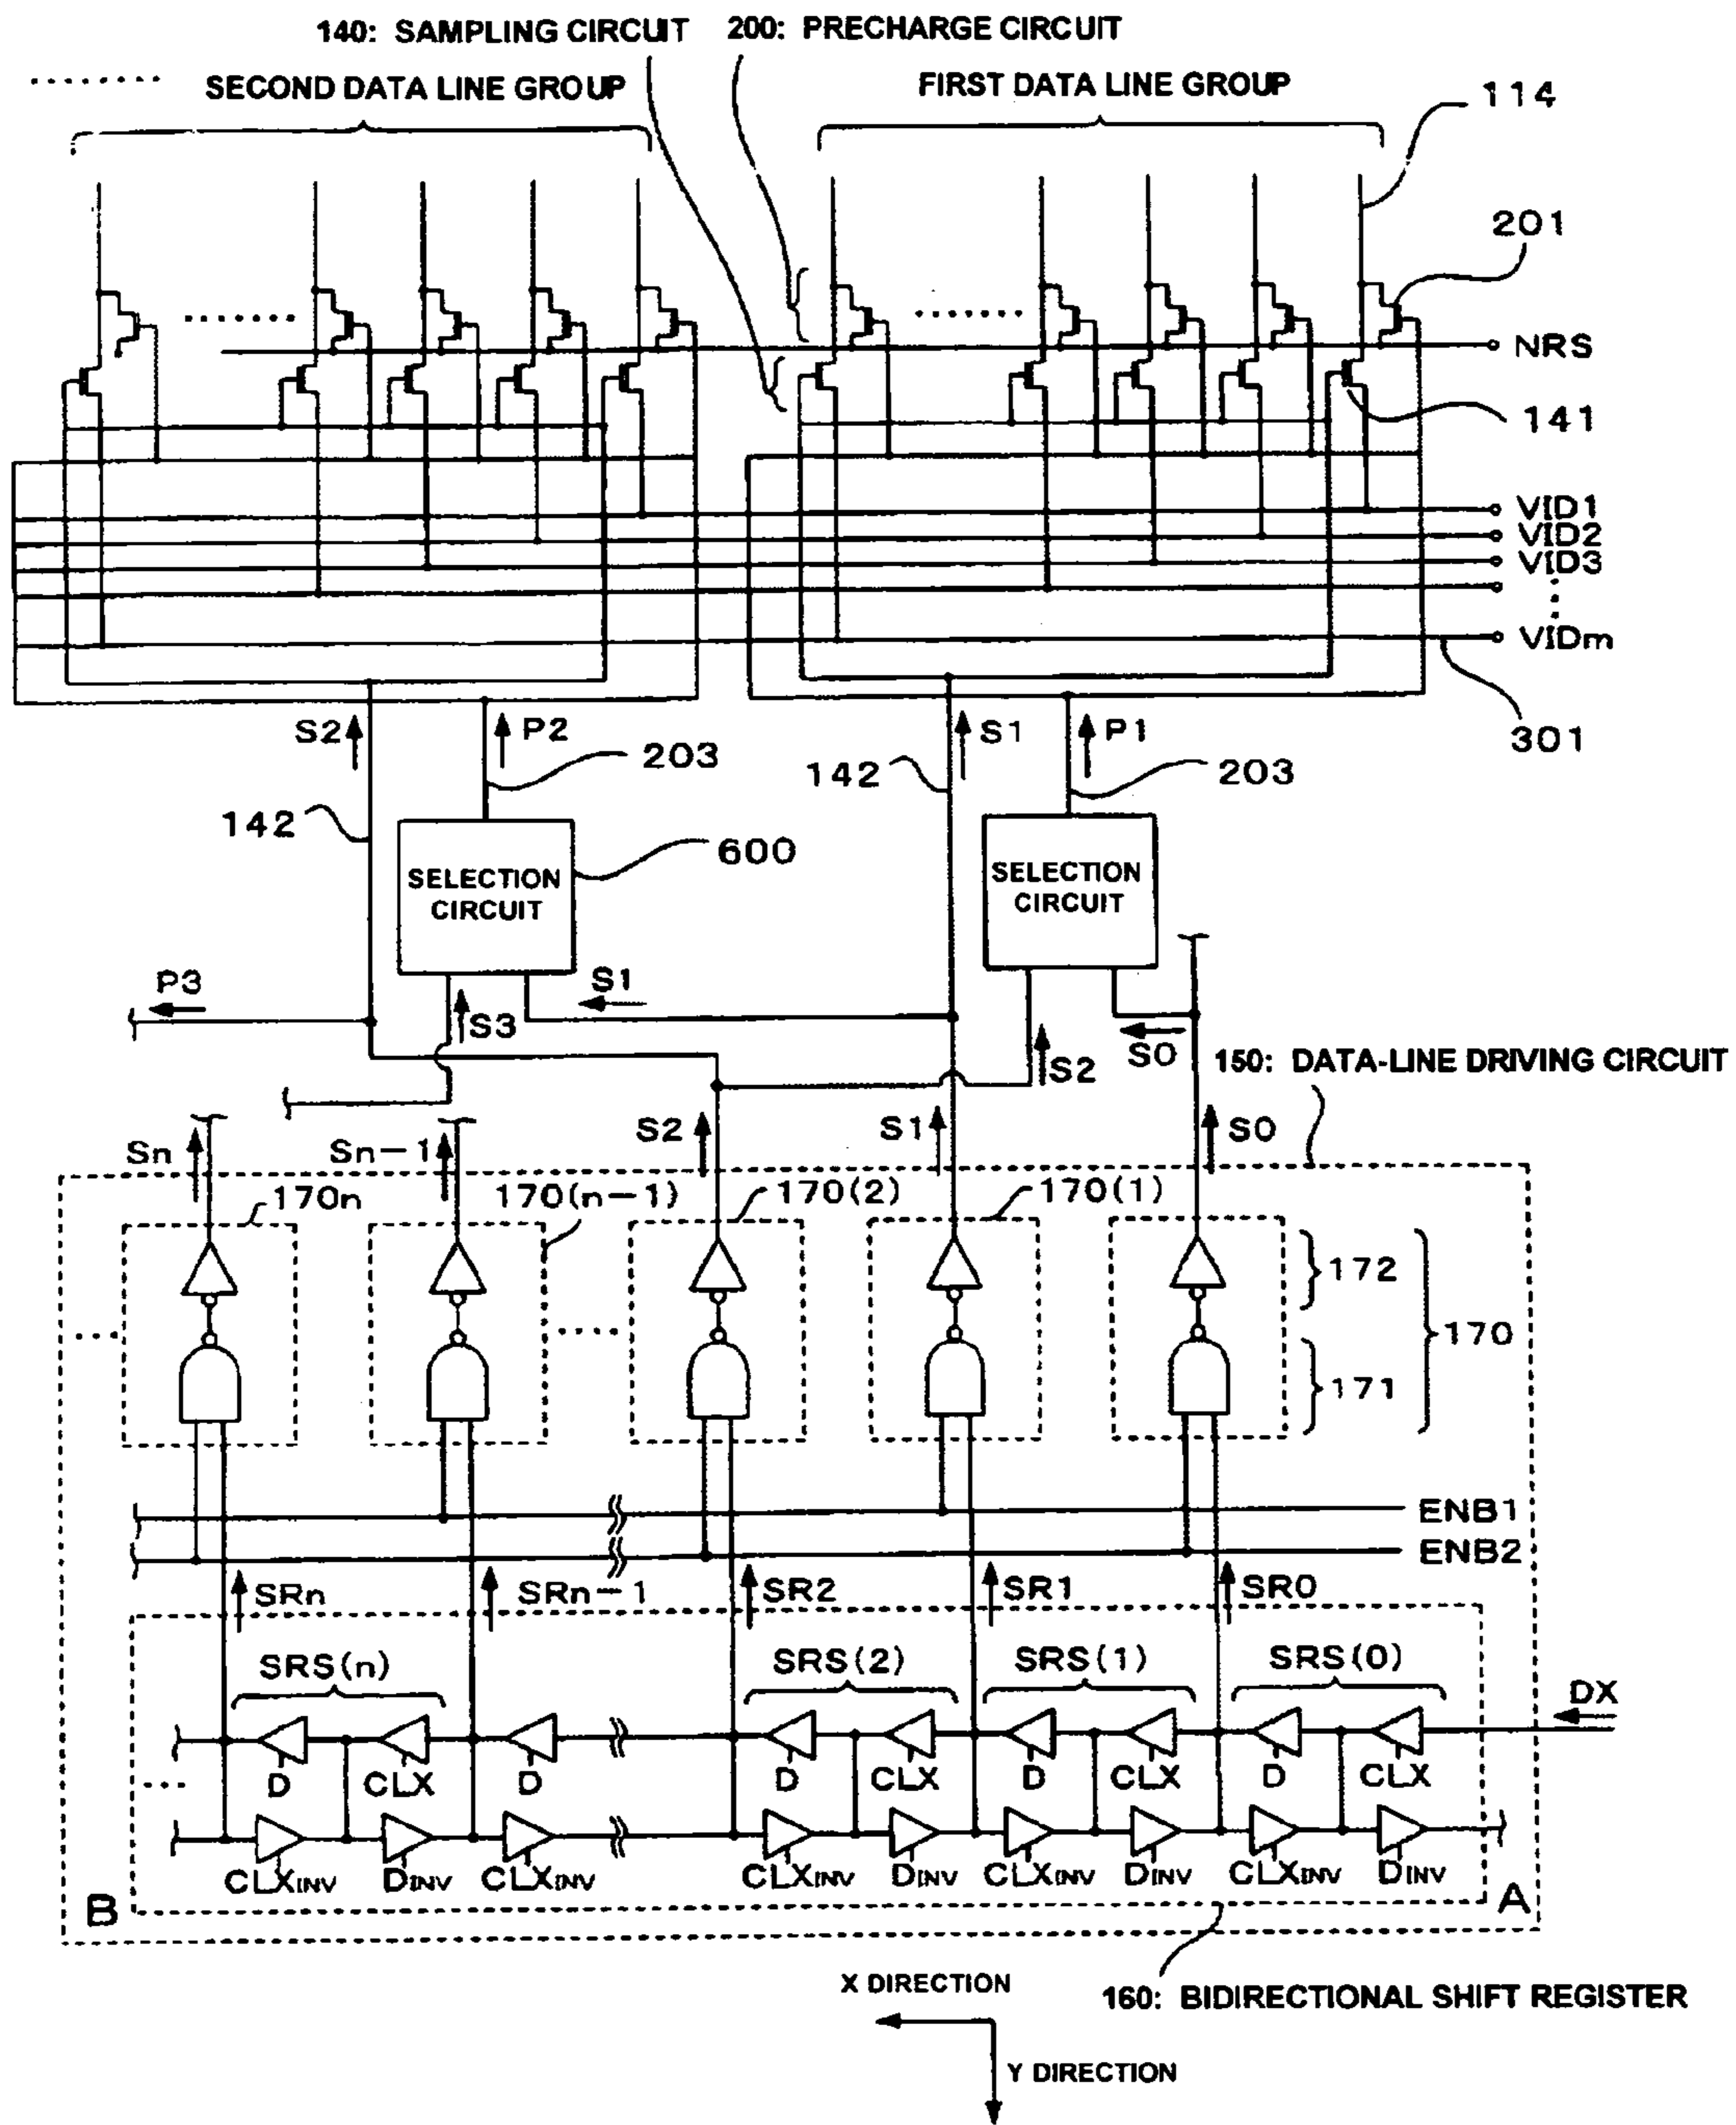 140: SAMPLING CIRCUIT 200: PRECHARGE CIRCUIT
SECOND DATA LINE GROUP FIRST DATA LINE GROUP
114
201
NRS
141
VID1
VID2
VID3
VIDm
301
S2 P2 S1 P1
203 142 203
142
600
SELECTION CIRCUIT
SELECTION CIRCUIT
P3 S3 S1 S2 S0
150: DATA-LINE DRIVING CIRCUIT
Sn Sn-1 S2 S1 S0
170n 170(n-1) 170(2) 170(1)
172
170
171
ENB1
ENB2
SRn SRn-1 SR2 SR1 SR0
SRS(n) SRS(2) SRS(1) SRS(0)
DX
D CLX D D CLX D CLX D CLX
CLXINV DINV CLXINV CLXINV DINV CLXINV DINV CLXINV DINV
B A
X DIRECTION
160: BIDIRECTIONAL SHIFT REGISTER
Y DIRECTION